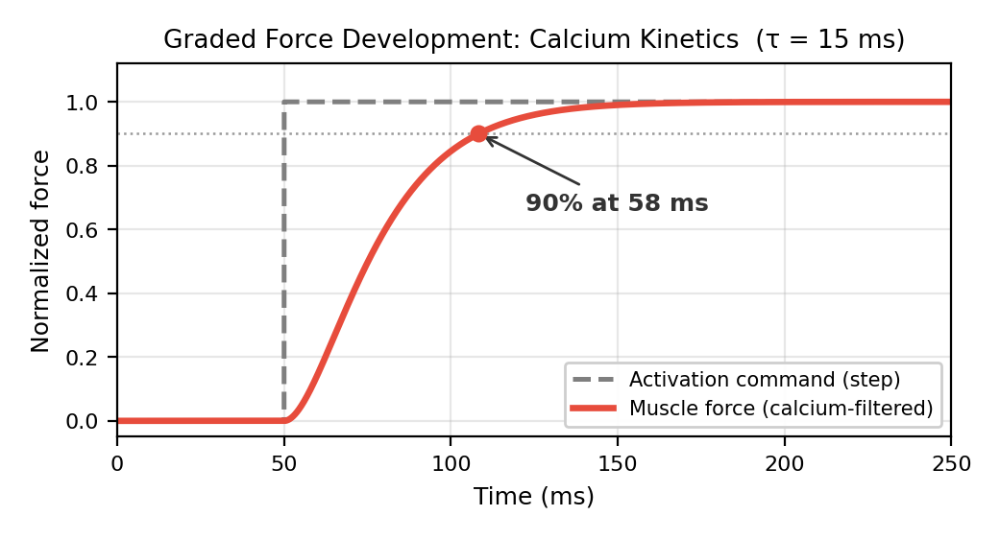 Graded Force Development: Calcium Kinetics  (τ = 15 ms)
Normalized force
1.0
0.8
0.6
0.4
0.2
0.0
90% at 58 ms
Activation command (step)
Muscle force (calcium-filtered)
0 50 100 150 200 250
Time (ms)